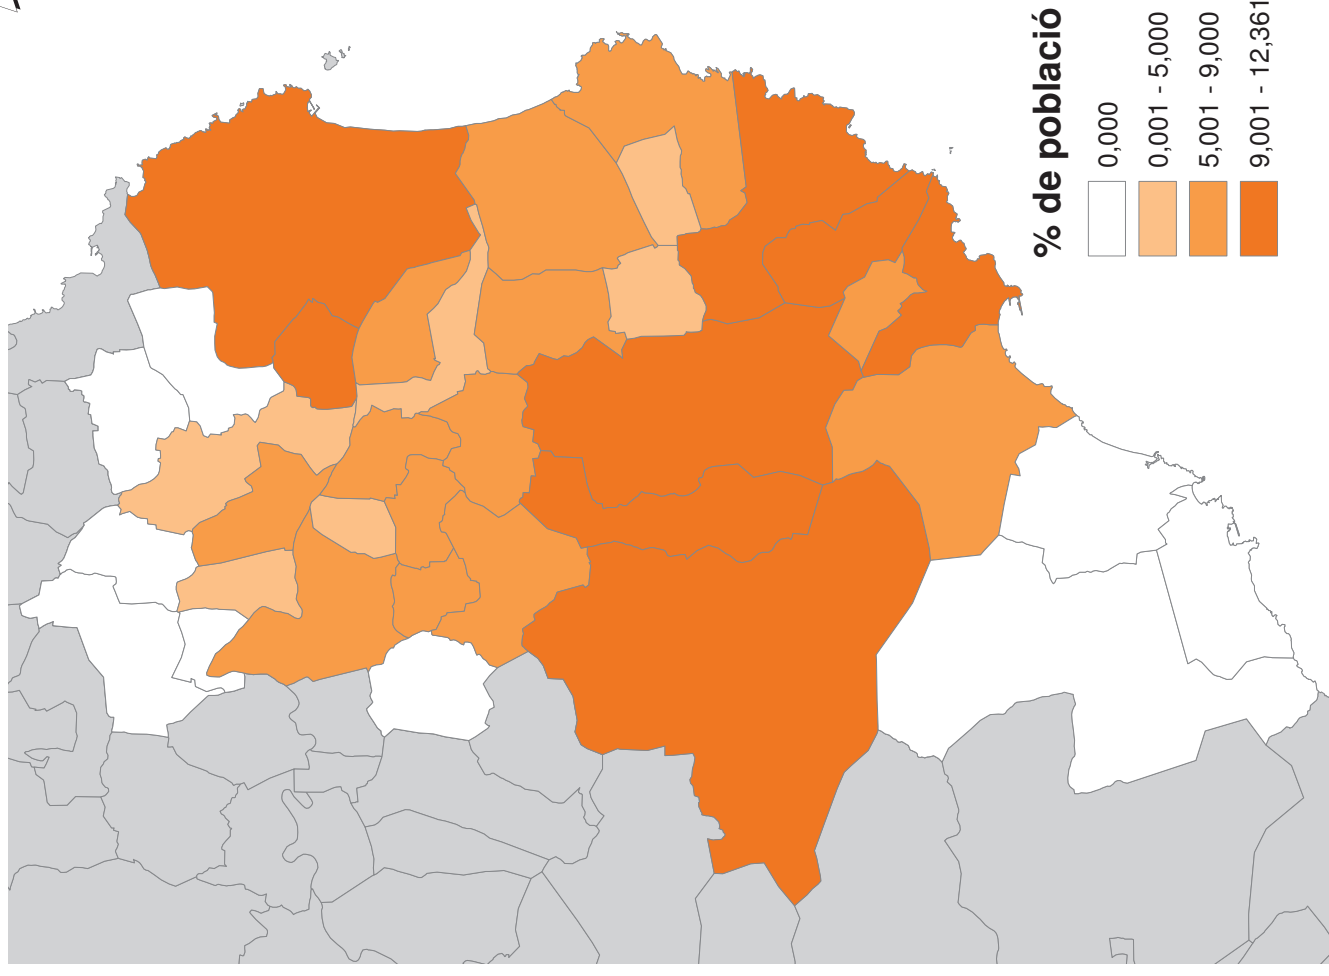 % de població
0,000
0,001 - 5,000
5,001 - 9,000
9,001 - 12,361